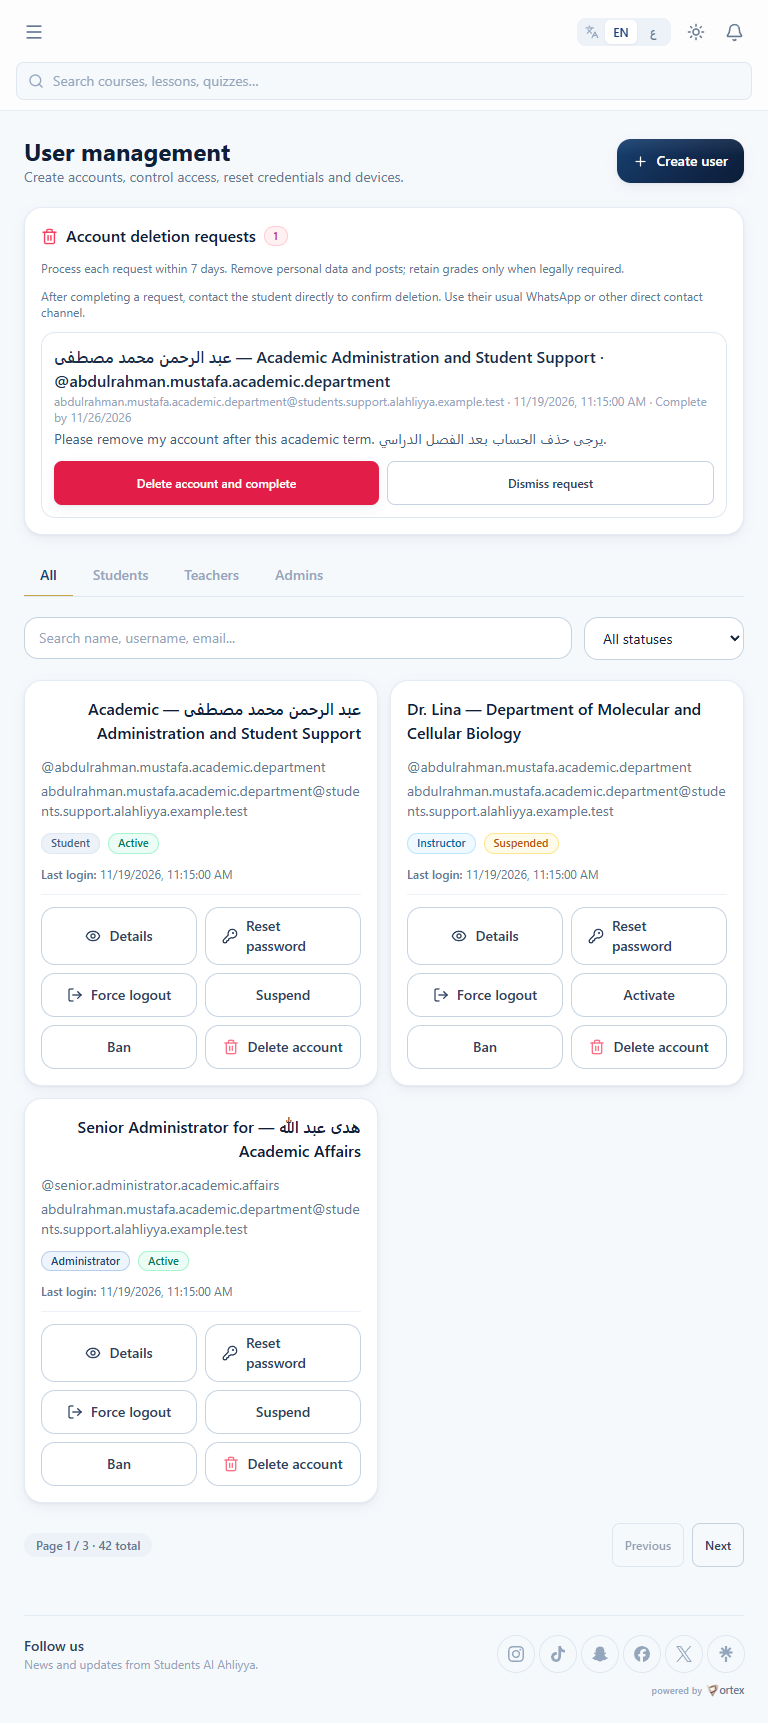 EN
ع
Search courses, lessons, quizzes...
User management
Create accounts, control access, reset credentials and devices.
Create user
Account deletion requests 1
Process each request within 7 days. Remove personal data and posts; retain grades only when legally required.
After completing a request, contact the student directly to confirm deletion. Use their usual WhatsApp or other direct contact
channel.
عبد الرحمن محمد مصطفى — Academic Administration and Student Support ·
@abdulrahman.mustafa.academic.department
abdulrahman.mustafa.academic.department@students.support.alahliyya.example.test · 11/19/2026, 11:15:00 AM · Complete
by 11/26/2026
Please remove my account after this academic term. يرجى حذف الحساب بعد الفصل الدراسي.
Delete account and complete
Dismiss request
All
Students
Teachers
Admins
Search name, username, email...
All statuses
عبد الرحمن محمد مصطفى — Academic
Administration and Student Support
@abdulrahman.mustafa.academic.department
abdulrahman.mustafa.academic.department@stude
nts.support.alahliyya.example.test
Student
Active
Last login: 11/19/2026, 11:15:00 AM
Details
Reset
password
Force logout
Suspend
Ban
Delete account
Dr. Lina — Department of Molecular and
Cellular Biology
@abdulrahman.mustafa.academic.department
abdulrahman.mustafa.academic.department@stude
nts.support.alahliyya.example.test
Instructor
Suspended
Last login: 11/19/2026, 11:15:00 AM
Details
Reset
password
Force logout
Activate
Ban
Delete account
هدى عبد الله — Senior Administrator for
Academic Affairs
@senior.administrator.academic.affairs
abdulrahman.mustafa.academic.department@stude
nts.support.alahliyya.example.test
Administrator
Active
Last login: 11/19/2026, 11:15:00 AM
Details
Reset
password
Force logout
Suspend
Ban
Delete account
Page 1 / 3 · 42 total
Previous
Next
Follow us
News and updates from Students Al Ahliyya.
powered by ortex